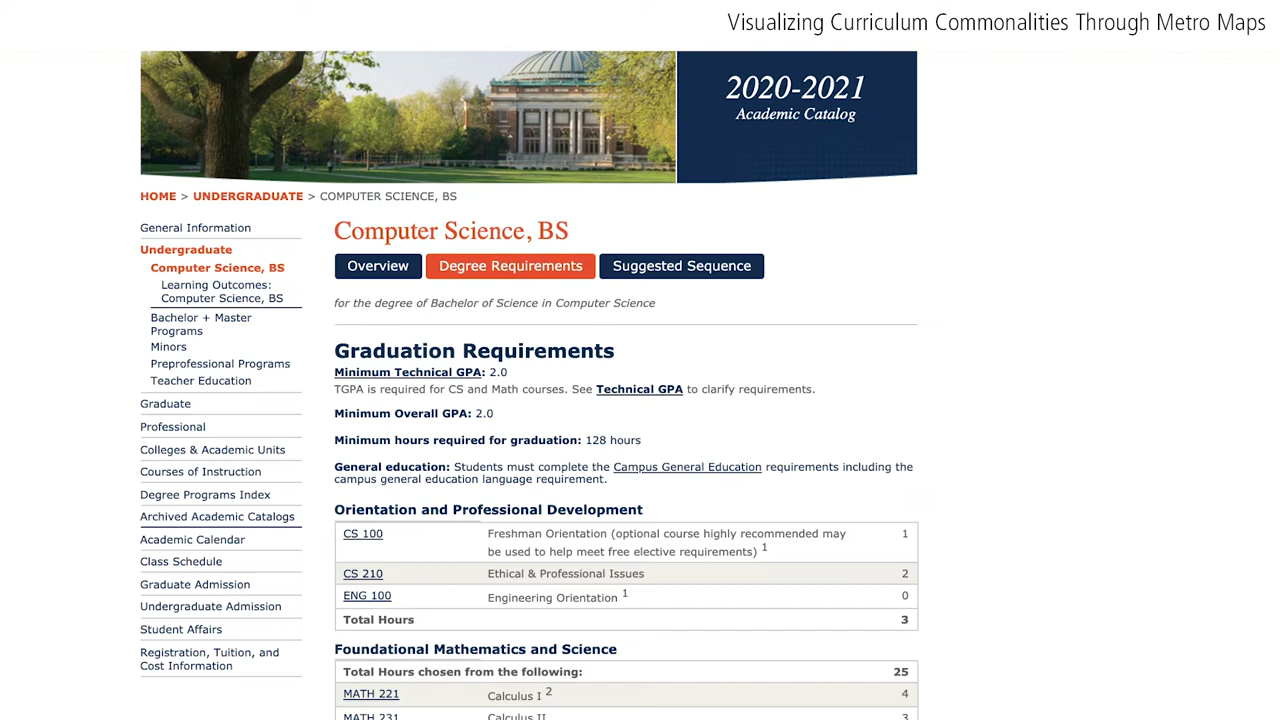 Visualizing Curriculum Commonalities Through Metro Maps
2020-2021
Academic Catalog
HOME > UNDERGRADUATE > COMPUTER SCIENCE, BS
General Information
Undergraduate
Computer Science, BS
Learning Outcomes:
Computer Science, BS
Bachelor + Master
Programs
Minors
Preprofessional Programs
Teacher Education
Graduate
Professional
Colleges & Academic Units
Courses of Instruction
Degree Programs Index
Archived Academic Catalogs
Academic Calendar
Class Schedule
Graduate Admission
Undergraduate Admission
Student Affairs
Registration, Tuition, and
Cost Information
Computer Science, BS
Overview Degree Requirements Suggested Sequence
for the degree of Bachelor of Science in Computer Science
Graduation Requirements
Minimum Technical GPA: 2.0
TGPA is required for CS and Math courses. See Technical GPA to clarify requirements.
Minimum Overall GPA: 2.0
Minimum hours required for graduation: 128 hours
General education: Students must complete the Campus General Education requirements including the
campus general education language requirement.
Orientation and Professional Development
CS 100 Freshman Orientation (optional course highly recommended may 1
be used to help meet free elective requirements) 1
CS 210 Ethical & Professional Issues 2
ENG 100 Engineering Orientation 1 0
Total Hours 3
Foundational Mathematics and Science
Total Hours chosen from the following: 25
MATH 221 Calculus I 2 4
MATH 231 Calculus II 3